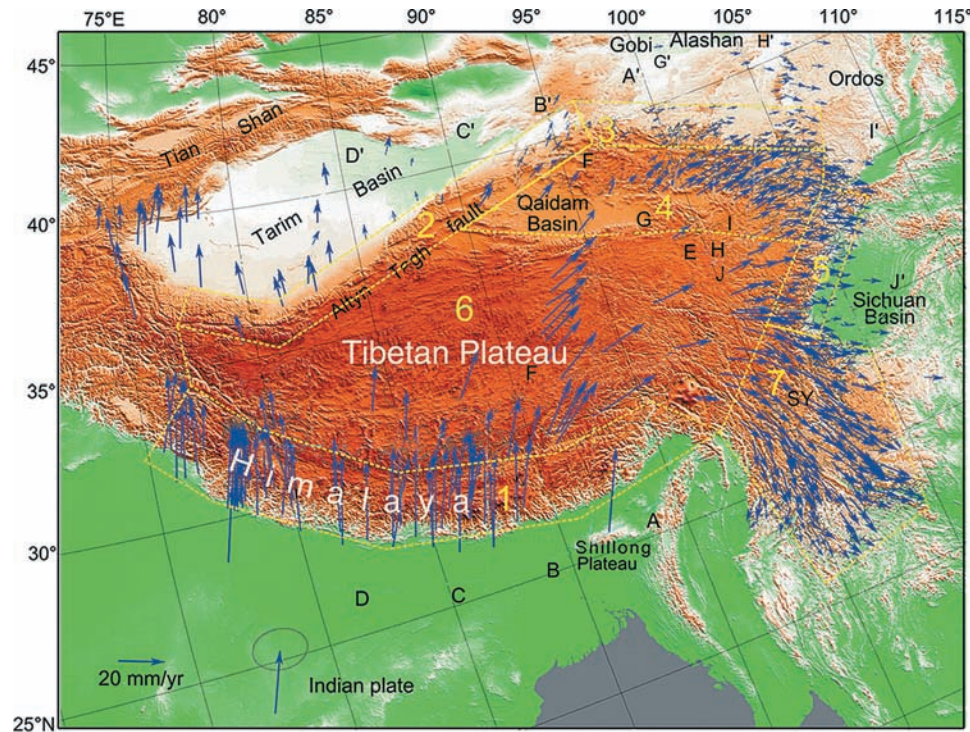 75°E 80° 85° 90° 95° 100° 105° 110° 115°
45°
40°
35°
30°
25°N
Gobi Alashan H'
A' G'
Ordos
B'
C'
I'
Tian Shan
D'
Tarim Basin
3
F
2
Altyn Tagh fault
Qaidam
Basin
4
G
I
E H
J
5
J'
Sichuan
Basin
6
Tibetan Plateau
F
7
SY
Himalaya 1
A
Shillong
Plateau
B
C
D
20 mm/yr
Indian plate